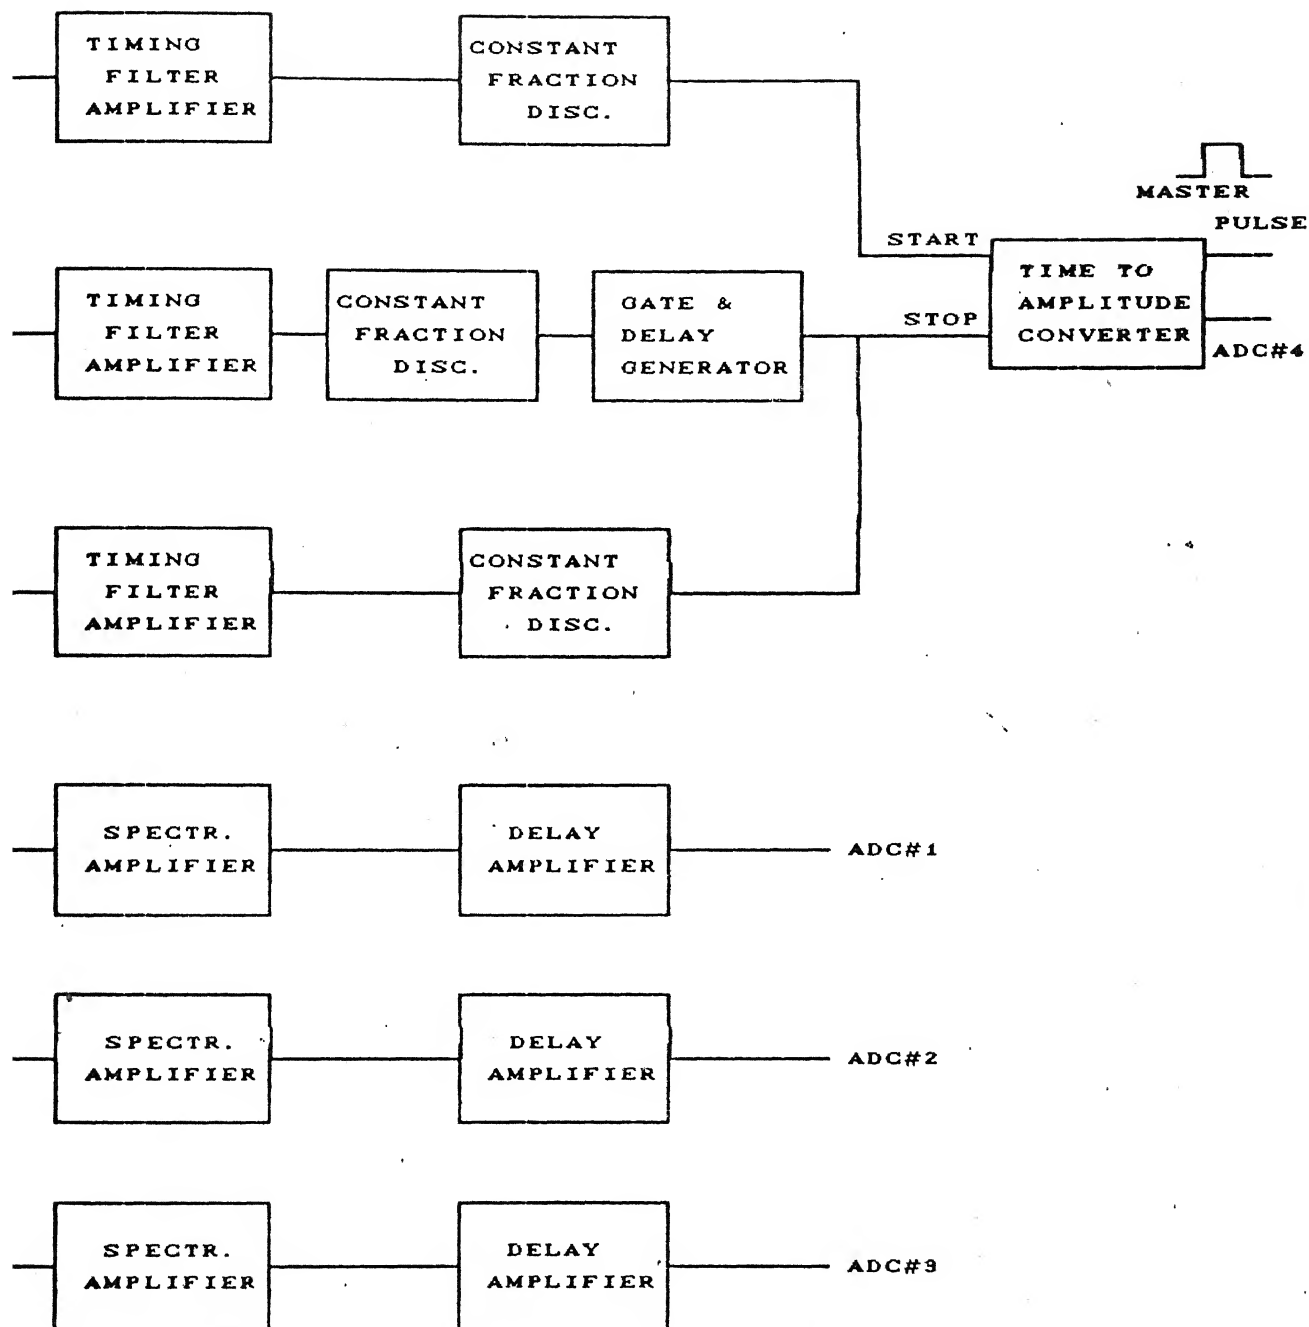 TIMING
FILTER
AMPLIFIER
CONSTANT
FRACTION
DISC.
MASTER
PULSE
START
STOP
TIME TO
AMPLITUDE
CONVERTER
ADC#4
TIMING
FILTER
AMPLIFIER
CONSTANT
FRACTION
DISC.
GATE &
DELAY
GENERATOR
TIMING
FILTER
AMPLIFIER
CONSTANT
FRACTION
DISC.
SPECTR.
AMPLIFIER
DELAY
AMPLIFIER
ADC#1
SPECTR.
AMPLIFIER
DELAY
AMPLIFIER
ADC#2
SPECTR.
AMPLIFIER
DELAY
AMPLIFIER
ADC#3